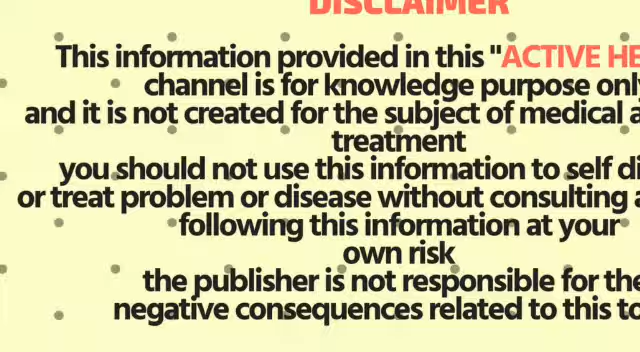 DISCLAIMER
This information provided in this "ACTIVE HE
channel is for knowledge purpose only
and it is not created for the subject of medical a
treatment
you should not use this information to self di
or treat problem or disease without consulting a
following this information at your
own risk
the publisher is not responsible for the
negative consequences related to this to